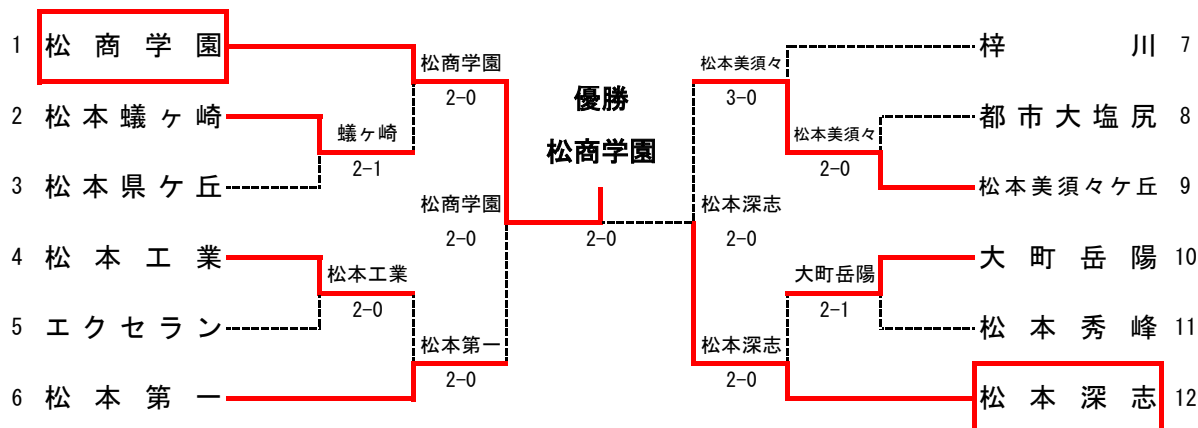 1 松商学園
2 松本蟻ヶ崎
3 松本県ケ丘
4 松本工業
5 エクセラン
6 松本第一
蟻ヶ崎
2-1
松本工業
2-0
松商学園
2-0
松商学園
2-0
松本第一
2-0
優勝
松商学園
2-0
松本美須々
3-0
松本深志
2-0
松本深志
2-0
松本美須々
2-0
大町岳陽
2-1
梓川 7
都市大塩尻 8
松本美須々ケ丘 9
大町岳陽 10
松本秀峰 11
松本深志 12